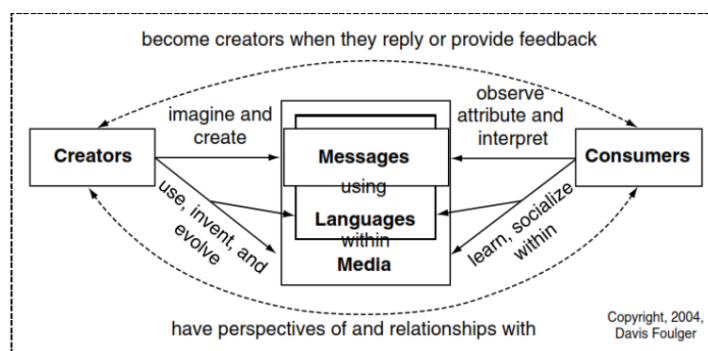 become creators when they reply or provide feedback
imagine and
create
observe
attribute and
interpret
Creators
Messages
Consumers
using
Languages
within
Media
use, invent, and
evolve
learn, socialize
within
have perspectives of and relationships with
Copyright, 2004,
Davis Foulger